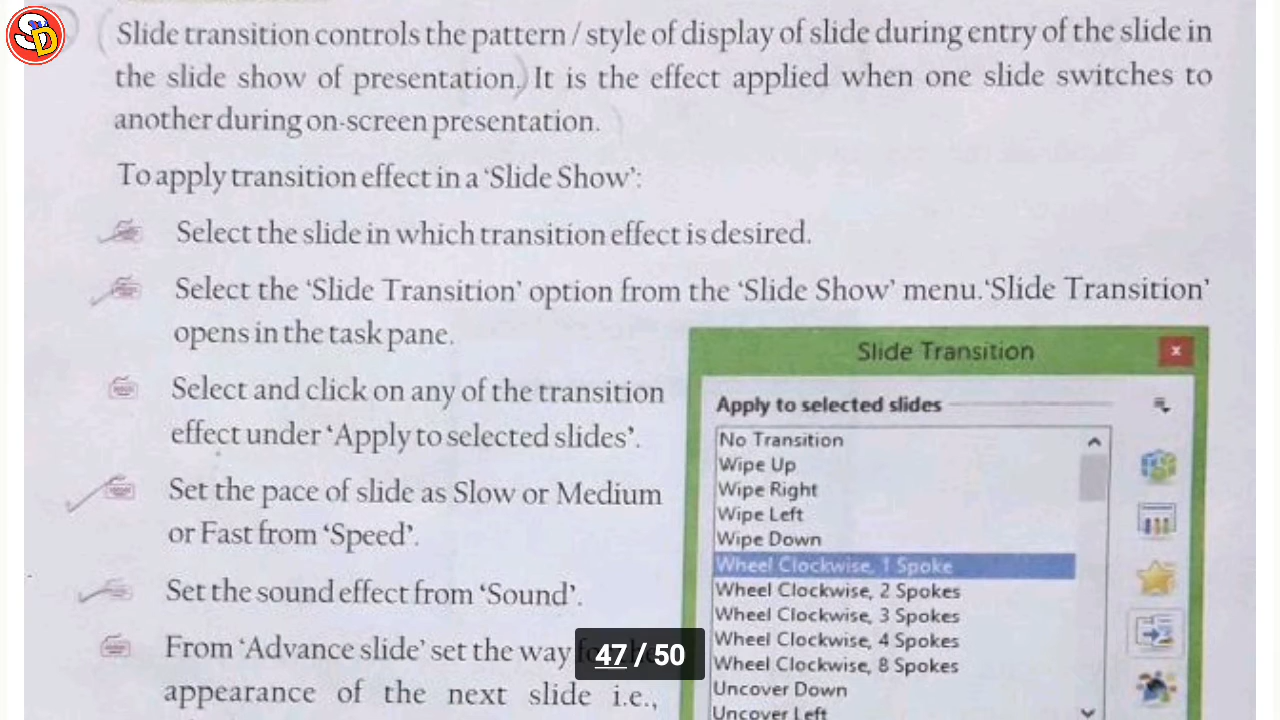 SD
Slide transition controls the pattern / style of display of slide during entry of the slide in
the slide show of presentation. It is the effect applied when one slide switches to
another during on-screen presentation.
To apply transition effect in a ‘Slide Show’:
Select the slide in which transition effect is desired.
Select the ‘Slide Transition’ option from the ‘Slide Show’ menu. ‘Slide Transition’
opens in the task pane.
Select and click on any of the transition
effect under ‘Apply to selected slides’.
Set the pace of slide as Slow or Medium
or Fast from ‘Speed’.
Set the sound effect from ‘Sound’.
From ‘Advance slide’ set the way
appearance of the next slide i.e.,
Slide Transition
x
Apply to selected slides
No Transition
Wipe Up
Wipe Right
Wipe Left
Wipe Down
Wheel Clockwise, 1 Spoke
Wheel Clockwise, 2 Spokes
Wheel Clockwise, 3 Spokes
Wheel Clockwise, 4 Spokes
Wheel Clockwise, 8 Spokes
Uncover Down
Uncover Left
47 / 50